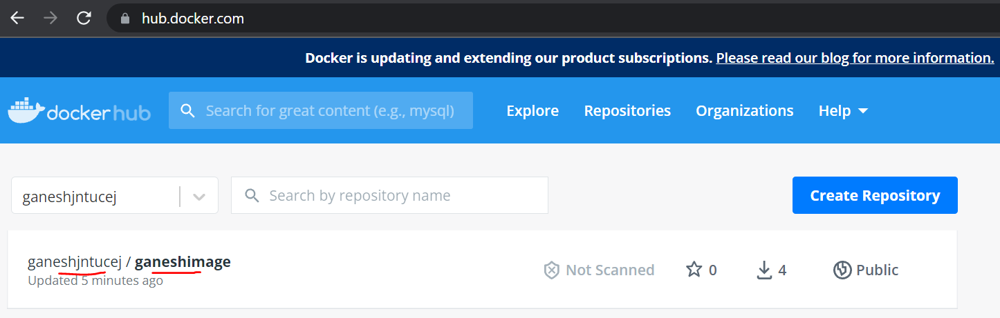 hub.docker.com
Docker is updating and extending our product subscriptions. Please read our blog for more information.
docker hub Search for great content (e.g., mysql) Explore Repositories Organizations Help
ganeshjntucej Search by repository name Create Repository
ganeshjntucej / ganeshimage Not Scanned 0 4 Public
Updated 5 minutes ago